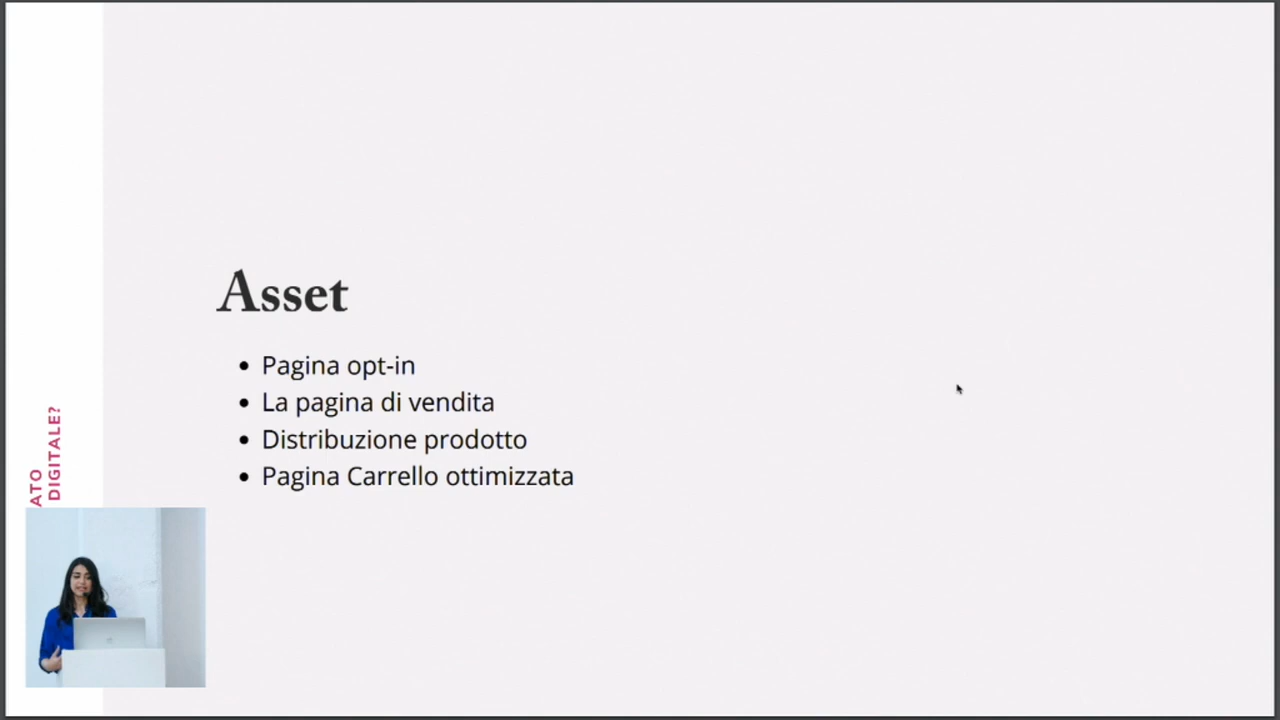 Asset
Pagina opt-in
La pagina di vendita
Distribuzione prodotto
Pagina Carrello ottimizzata
ATO
DIGITALE?